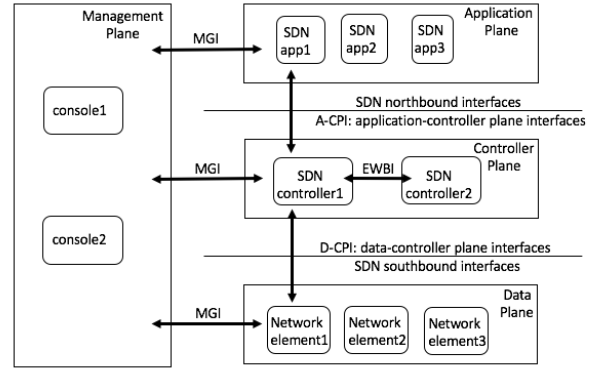 Management
Plane
console1
console2
MGI
MGI
MGI
Application
Plane
SDN
app1
SDN
app2
SDN
app3
SDN northbound interfaces
A-CPI: application-controller plane interfaces
Controller
Plane
SDN
controller1
EWBI
SDN
controller2
D-CPI: data-controller plane interfaces
SDN southbound interfaces
Data
Plane
Network
element1
Network
element2
Network
element3